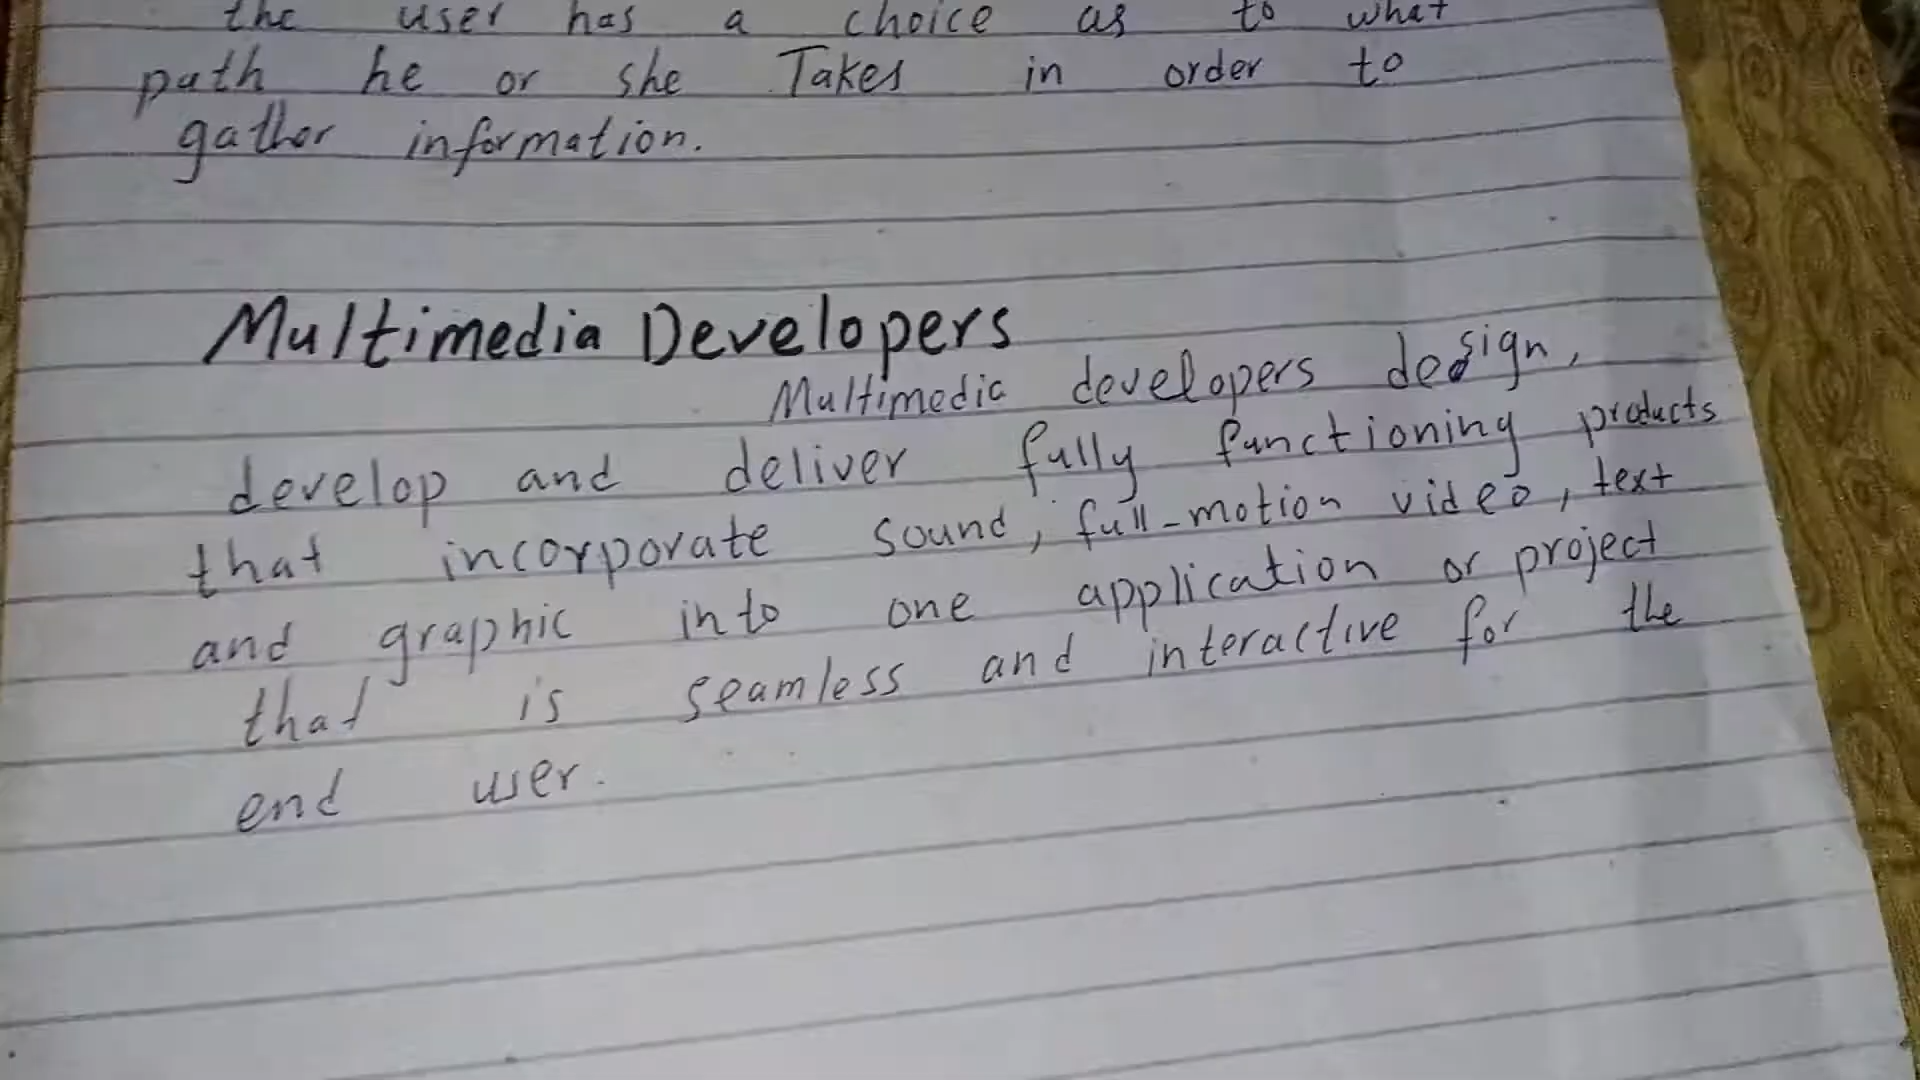 the user has a choice as to what
path he or she Takes in order to
gather information.
Multimedia Developers
Multimedia developers design,
develop and deliver fully functioning products
that incorporate sound, full-motion video, text
and graphic into one application or project
that is seamless and interactive for the
end user.